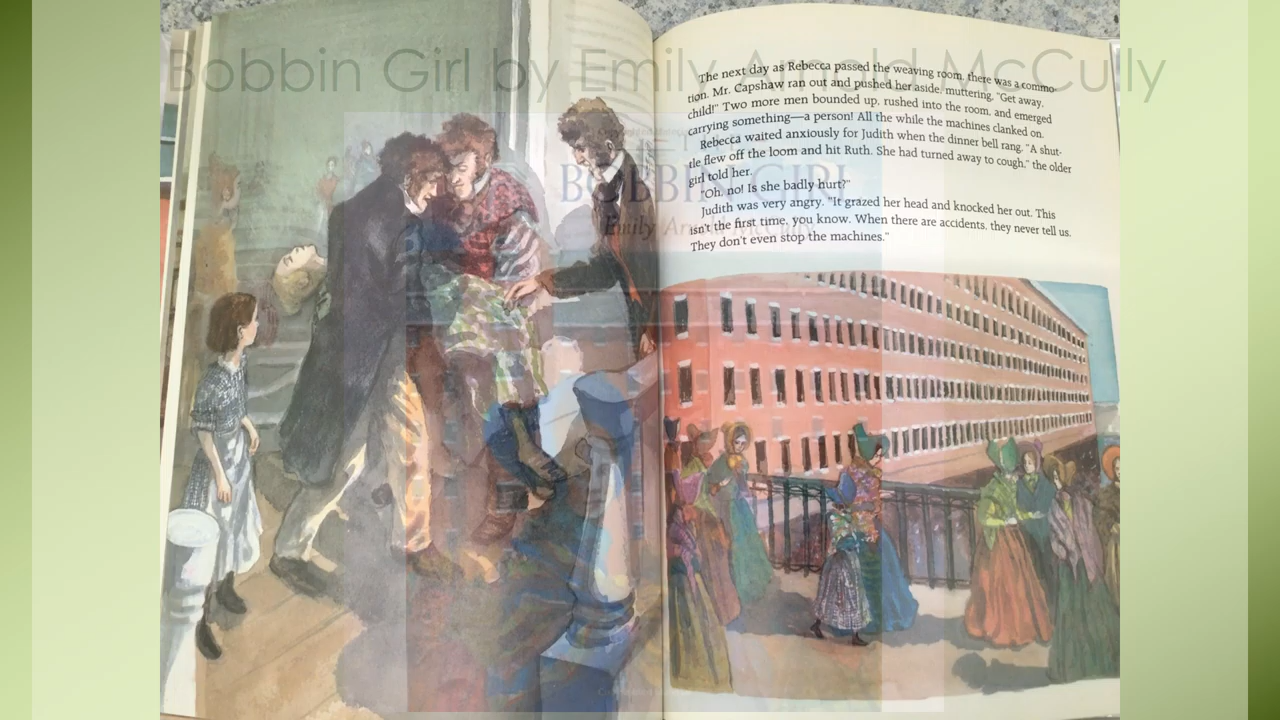 Bobbin Girl by Emily Arnold McCully
The next day as Rebecca passed the weaving room, there was a commo-
tion. Mr. Capshaw ran out and pushed her aside, muttering, "Get away,
child!" Two more men bounded up, rushed into the room, and emerged
carrying something—a person! All the while the machines clanked on.
Rebecca waited anxiously for Judith when the dinner bell rang. "A shut-
tle flew off the loom and hit Ruth. She had turned away to cough," the older
girl told her.
"Oh, no! Is she badly hurt?"
Judith was very angry. "It grazed her head and knocked her out. This
isn't the first time, you know. When there are accidents, they never tell us.
They don't even stop the machines."
THE
BOBBIN GIRL
Emily Arnold McCully